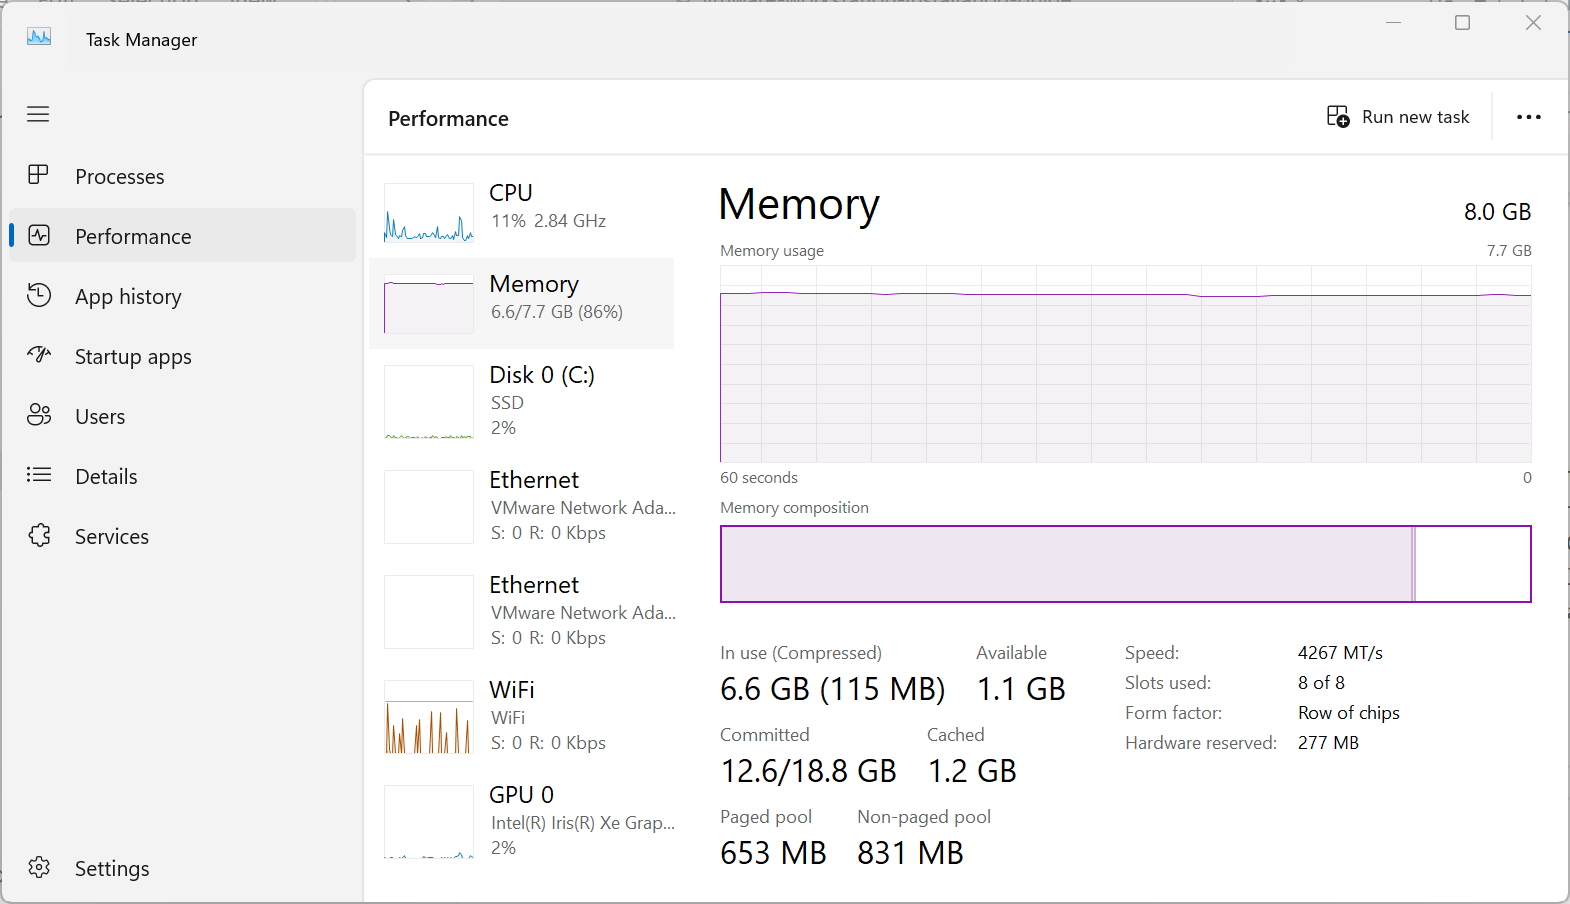 Task Manager
Performance
Run new task
Processes
Performance
App history
Startup apps
Users
Details
Services
Settings
CPU
11% 2.84 GHz
Memory
6.6/7.7 GB (86%)
Disk 0 (C:)
SSD
2%
Ethernet
VMware Network Ada...
S: 0 R: 0 Kbps
Ethernet
VMware Network Ada...
S: 0 R: 0 Kbps
WiFi
WiFi
S: 0 R: 0 Kbps
GPU 0
Intel(R) Iris(R) Xe Grap...
2%
Memory
8.0 GB
Memory usage
7.7 GB
60 seconds
0
Memory composition
In use (Compressed)
6.6 GB (115 MB)
Available
1.1 GB
Committed
12.6/18.8 GB
Cached
1.2 GB
Paged pool
653 MB
Non-paged pool
831 MB
Speed: 4267 MT/s
Slots used: 8 of 8
Form factor: Row of chips
Hardware reserved: 277 MB